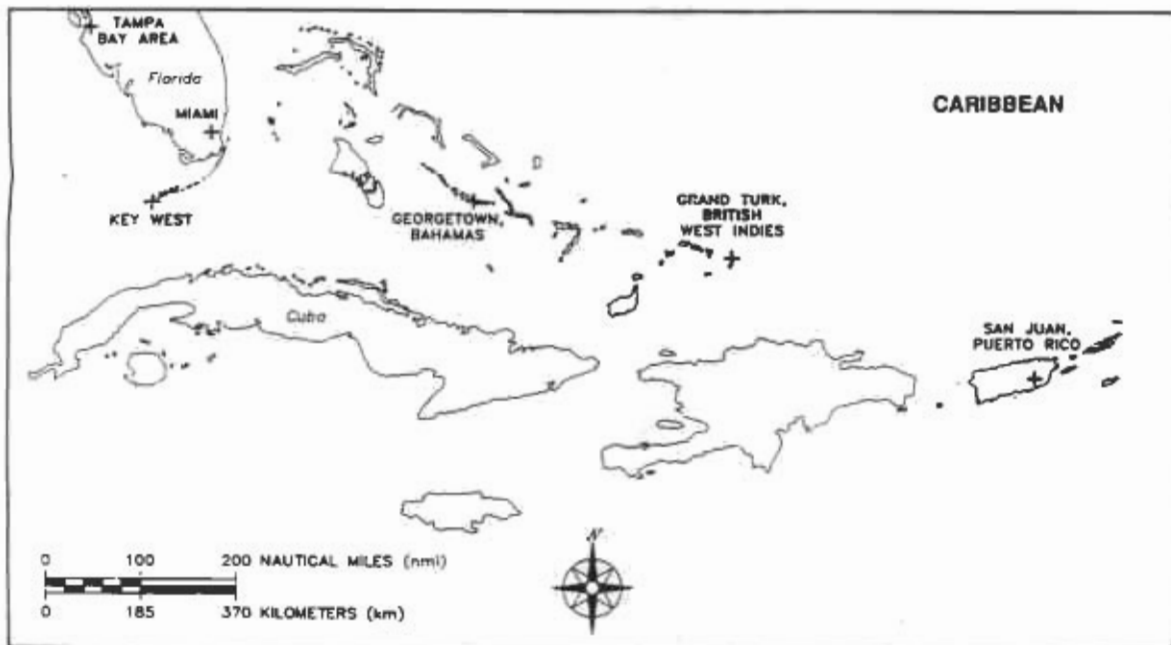 TAMPA
BAY AREA
Florida
MIAMI
KEY WEST
CARIBBEAN
GEORGETOWN,
BAHAMAS
GRAND TURK,
BRITISH
WEST INDIES
Cuba
SAN JUAN,
PUERTO RICO
N
0 100 200 NAUTICAL MILES (nmi)
0 185 370 KILOMETERS (km)